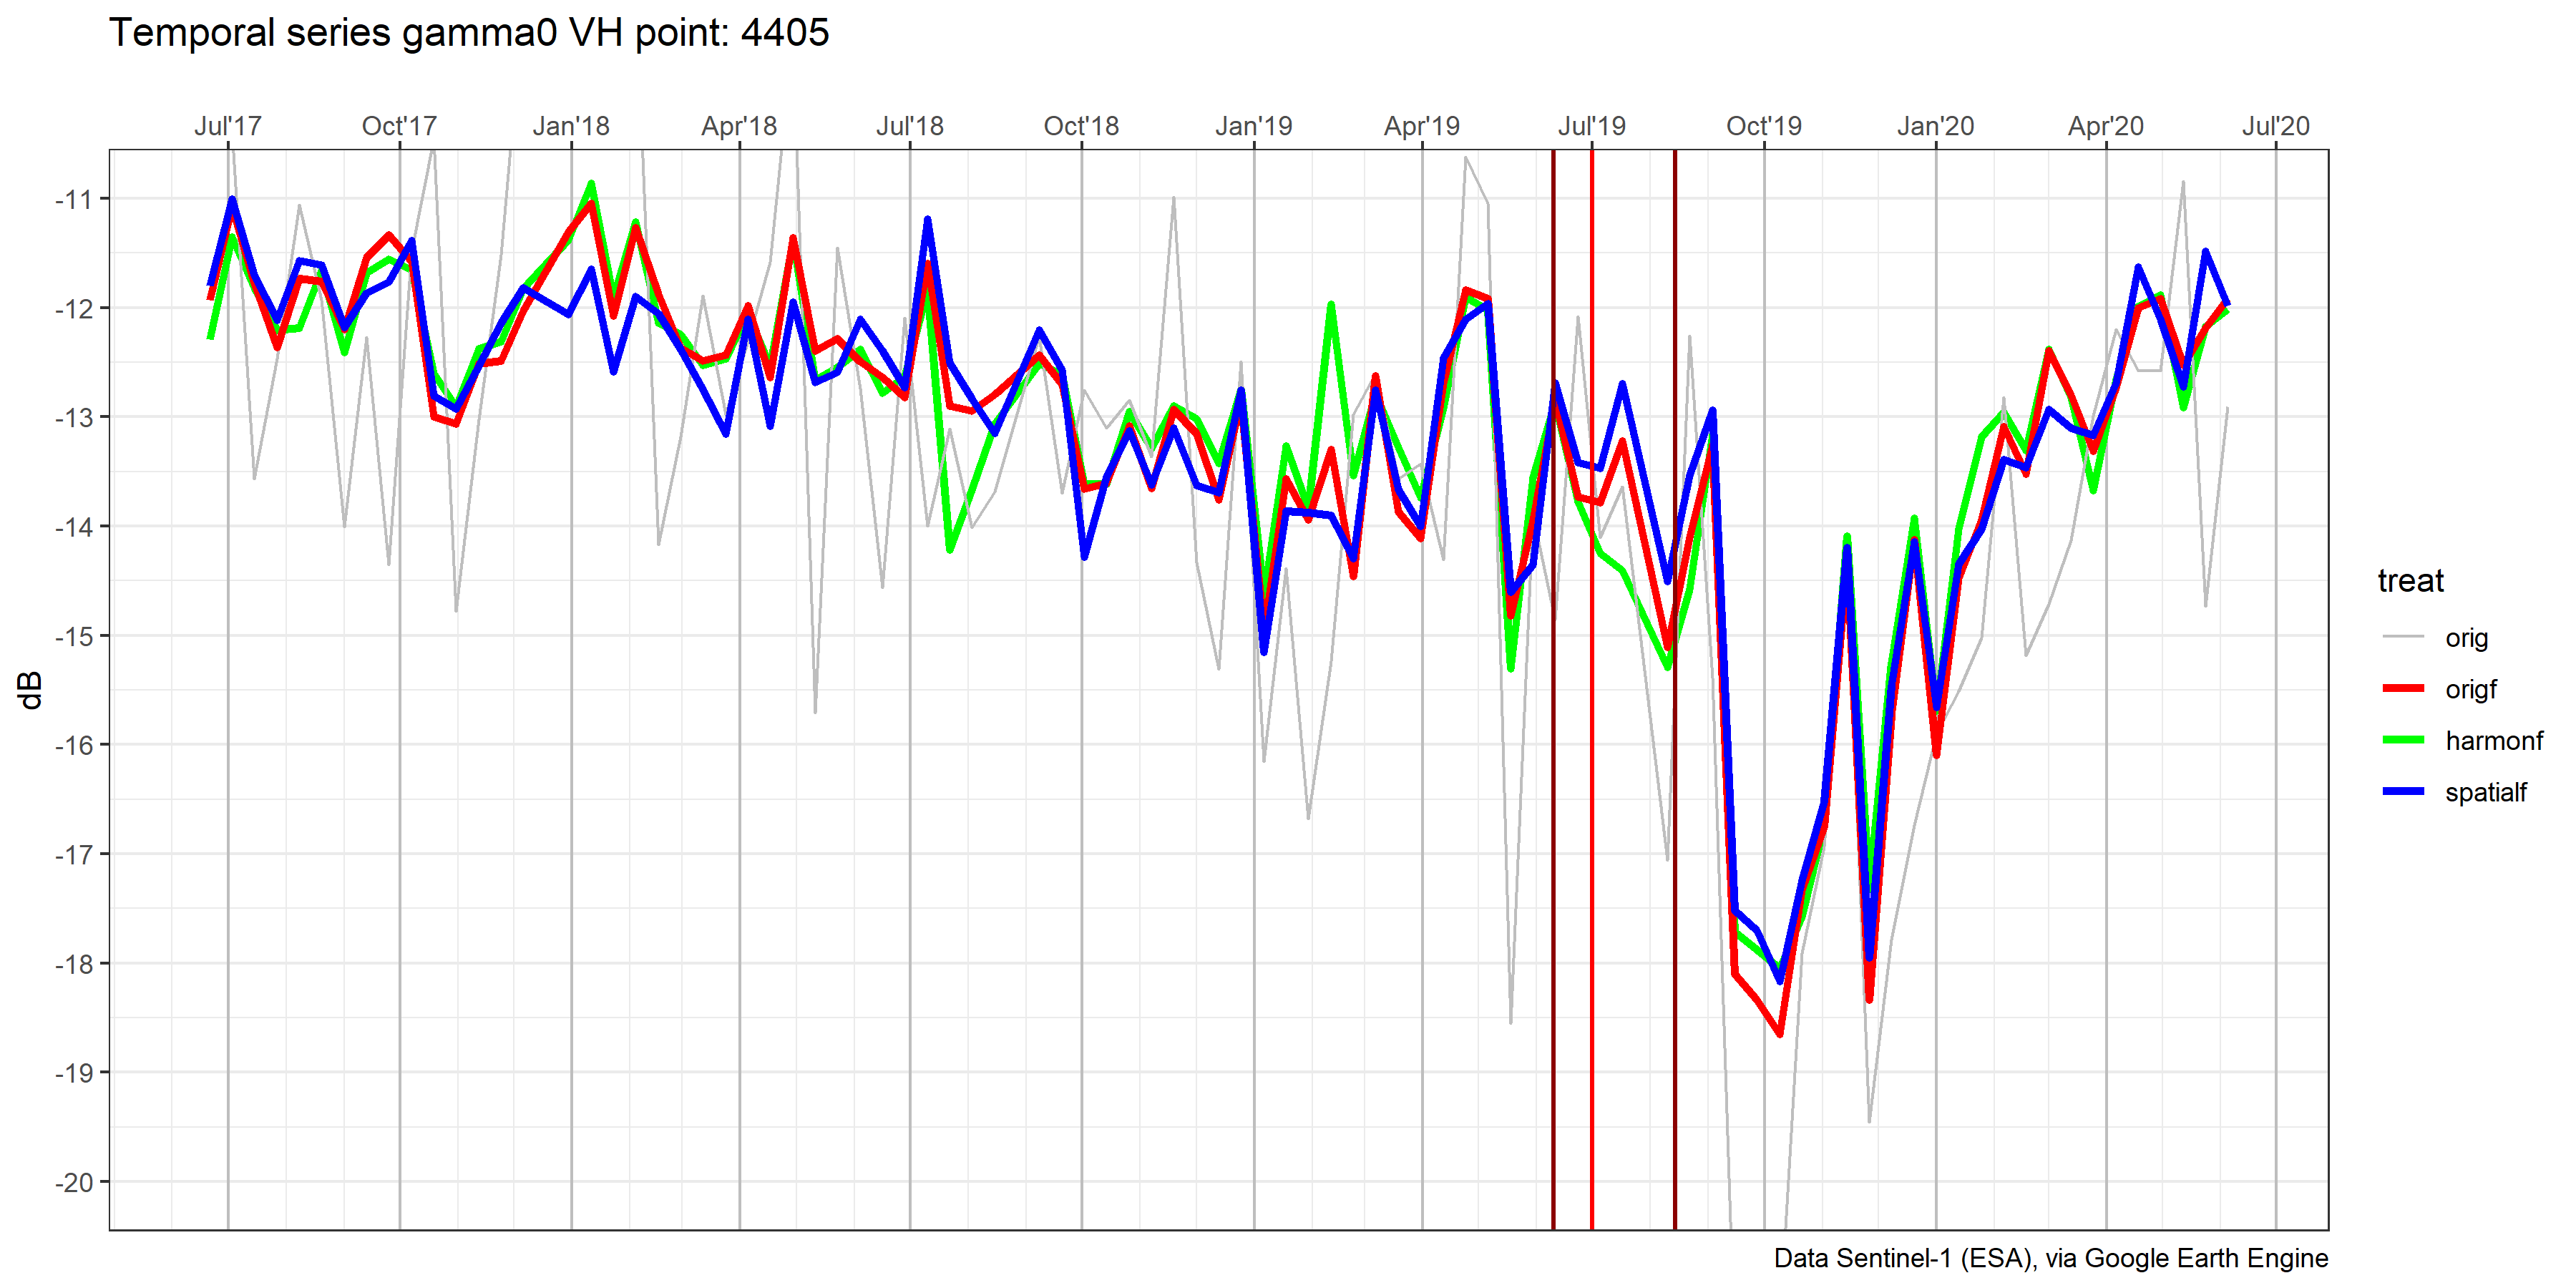 Temporal series gamma0 VH point: 4405
Jul'17 Oct'17 Jan'18 Apr'18 Jul'18 Oct'18 Jan'19 Apr'19 Jul'19 Oct'19 Jan'20 Apr'20 Jul'20
-11
-12
-13
-14
-15
-16
-17
-18
-19
-20
dB
treat
orig
origf
harmonf
spatialf
Data Sentinel-1 (ESA), via Google Earth Engine